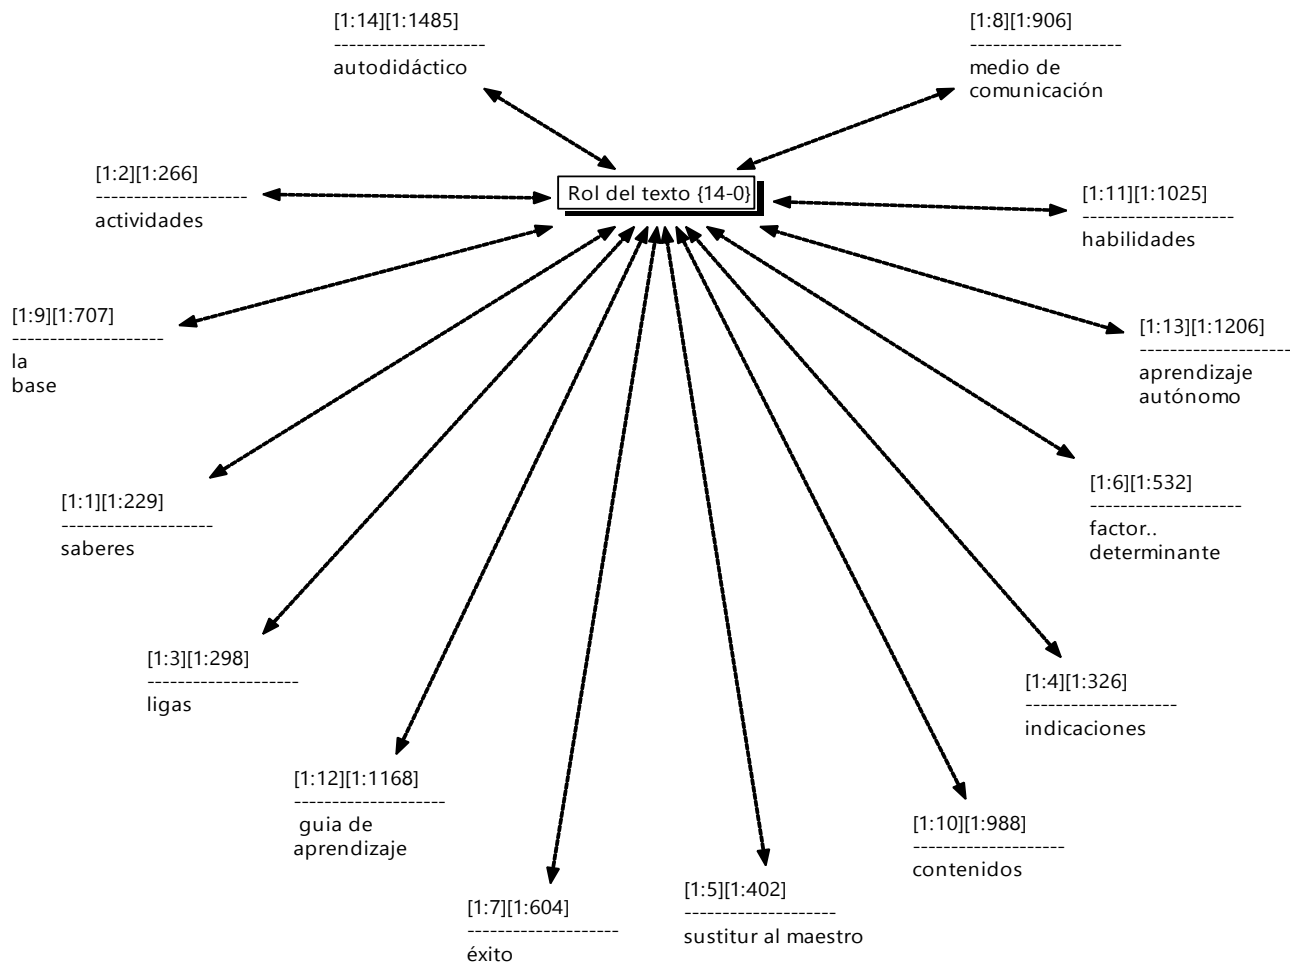 [1:14][1:1485]
--------------------
autodidáctico
[1:8][1:906]
--------------------
medio de
comunicación
[1:2][1:266]
--------------------
actividades
Rol del texto {14-0}
[1:11][1:1025]
--------------------
habilidades
[1:9][1:707]
--------------------
la
base
[1:13][1:1206]
--------------------
aprendizaje
autónomo
[1:1][1:229]
--------------------
saberes
[1:6][1:532]
--------------------
factor..
determinante
[1:3][1:298]
--------------------
ligas
[1:4][1:326]
--------------------
indicaciones
[1:12][1:1168]
--------------------
guia de
aprendizaje
[1:10][1:988]
--------------------
contenidos
[1:7][1:604]
--------------------
éxito
[1:5][1:402]
--------------------
sustitur al maestro